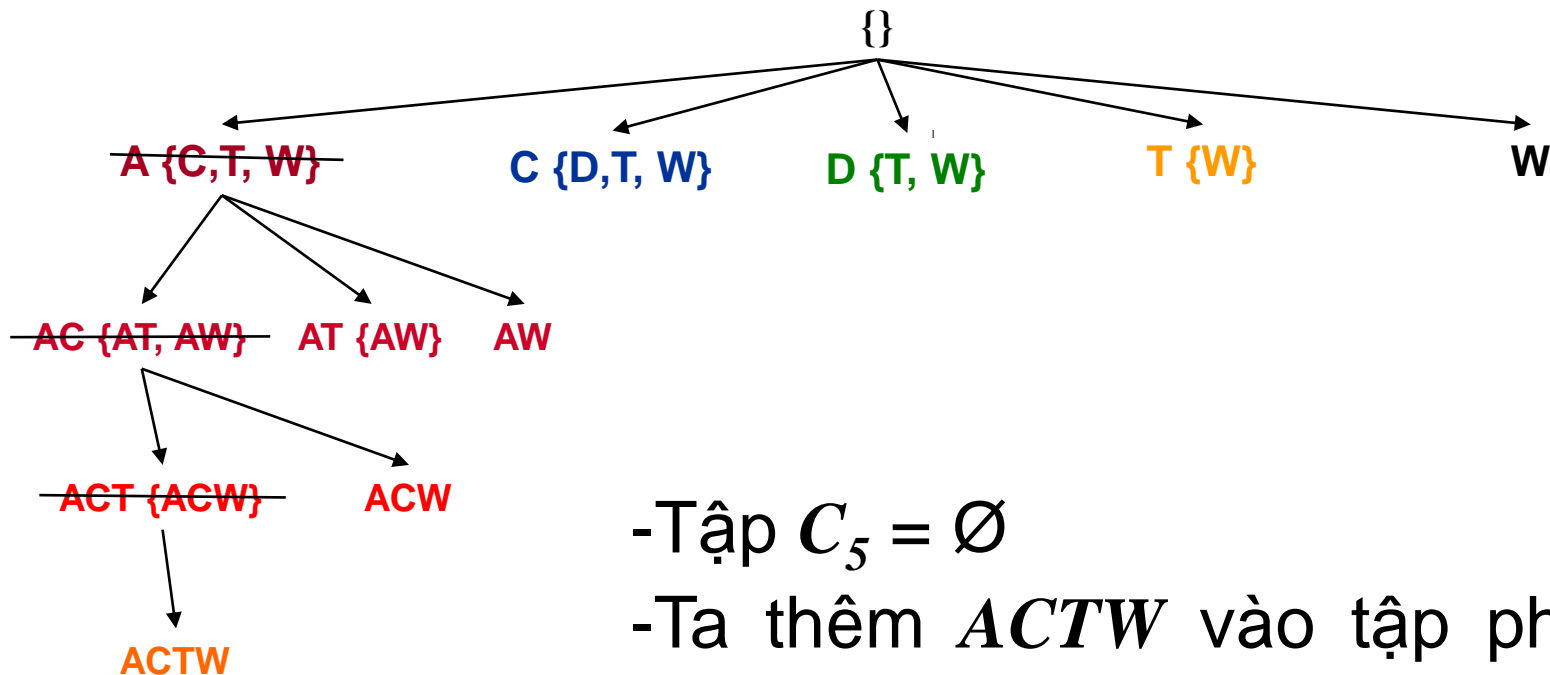 {}
A {C,T, W}
C {D,T, W}
D {T, W}
T {W}
W
AC {AT, AW}
AT {AW}
AW
ACT {ACW}
ACW
ACTW
-Tập C₅ = Ø
-Ta thêm ACTW vào tập